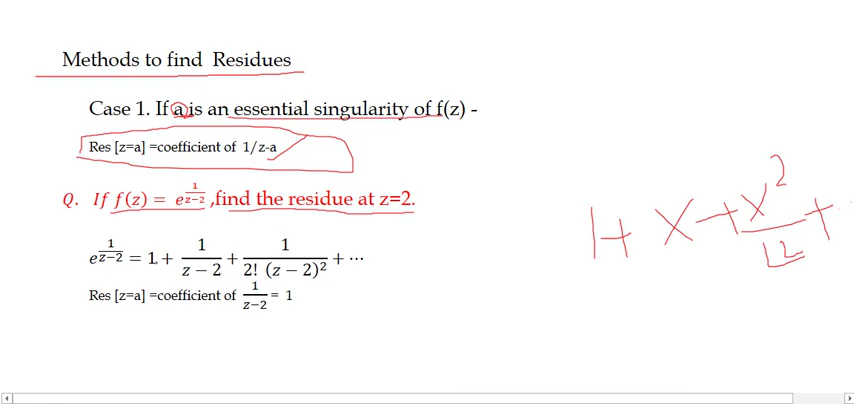 Methods to find Residues
Case 1. If a is an essential singularity of f(z) -
Res [z=a] =coefficient of 1/z-a
Q. If f(z) = e^{1/(z−2)} ,find the residue at z=2.
e^{1/(z−2)} = 1 + 1/(z − 2) + 1/(2! (z − 2)²) + ⋯
Res [z=a] =coefficient of 1/(z−2) = 1
1+ x + x²/⌊2 +